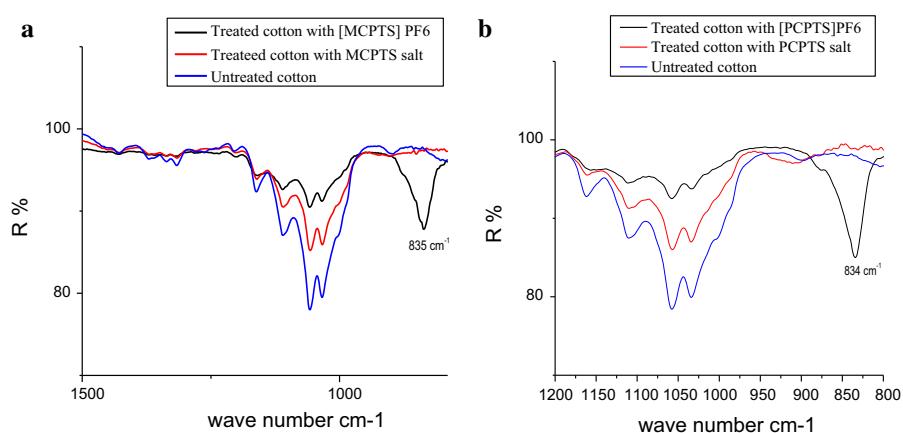 a
Treated cotton with [MCPTS] PF6
Treateed cotton with MCPTS salt
Untreated cotton
100
80
R %
835 cm-1
1500
1000
wave number cm-1
b
Treated cotton with [PCPTS]PF6
Treated cotton with PCPTS salt
Untreated cotton
100
90
80
R %
834 cm-1
1200 1150 1100 1050 1000 950 900 850 800
wave number cm-1